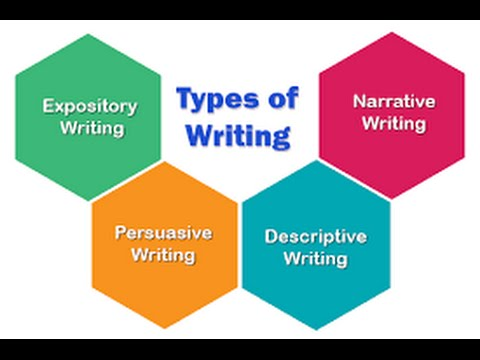 Types of
Writing
Expository
Writing
Persuasive
Writing
Descriptive
Writing
Narrative
Writing